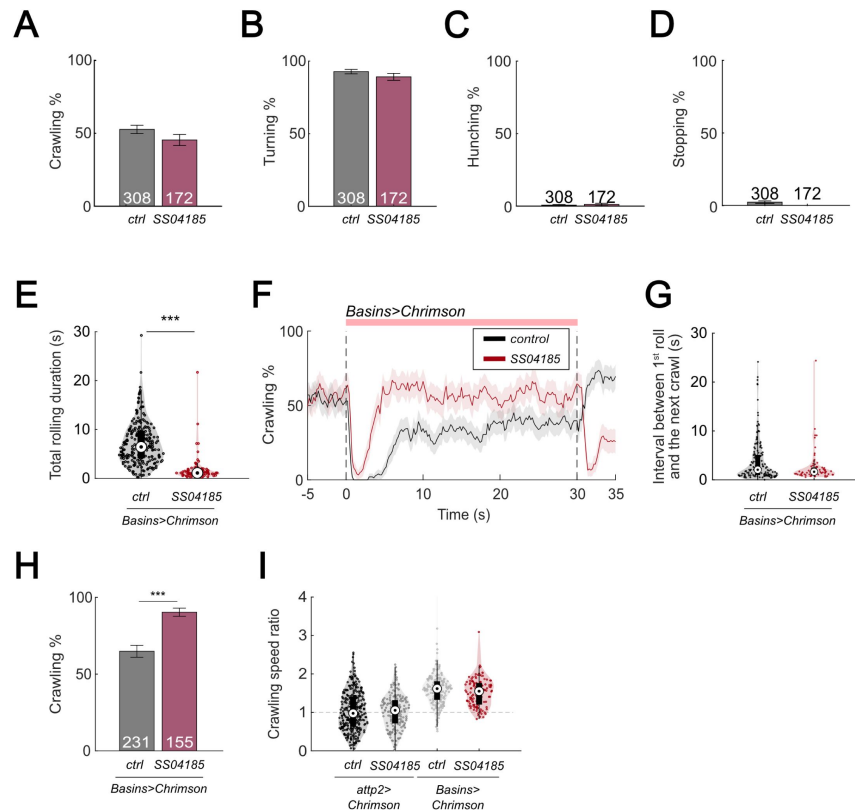 A
B
C
D
Crawling %
100
50
0
308
172
ctrl SS04185
Turning %
100
50
0
308
172
ctrl SS04185
Hunching %
100
50
0
308
172
ctrl SS04185
Stopping %
100
50
0
308
172
ctrl SS04185
E
F
G
Total rolling duration (s)
30
20
10
0
***
ctrl
SS04185
Basins>Chrimson
Basins>Chrimson
Crawling %
100
50
0
control
SS04185
-5
0
10
20
30
35
Time (s)
Interval between 1st roll
and the next crawl (s)
30
20
10
0
ctrl
SS04185
Basins>Chrimson
H
I
Crawling %
100
50
0
***
231
155
ctrl
SS04185
Basins>Chrimson
Crawling speed ratio
4
3
2
1
0
ctrl
SS04185
ctrl
SS04185
attp2>
Chrimson
Basins>
Chrimson